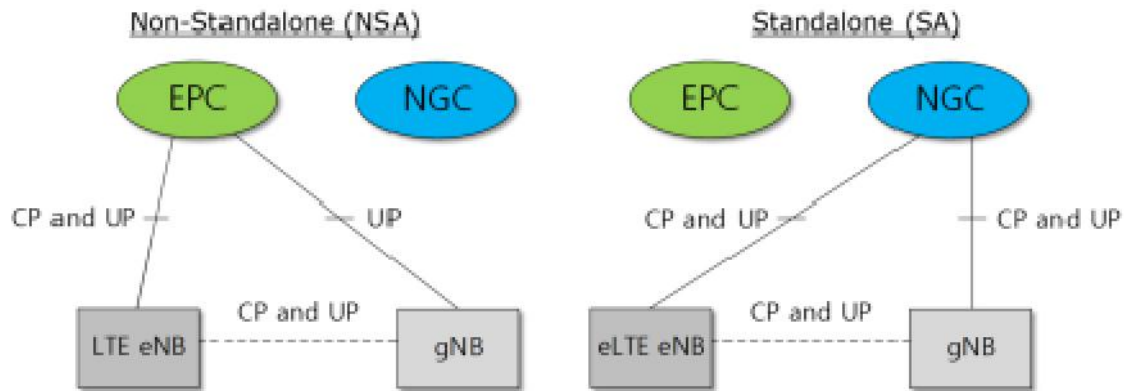 Non-Standalone (NSA)
EPC
NGC
CP and UP
UP
CP and UP
LTE eNB
gNB
Standalone (SA)
EPC
NGC
CP and UP
CP and UP
CP and UP
eLTE eNB
gNB